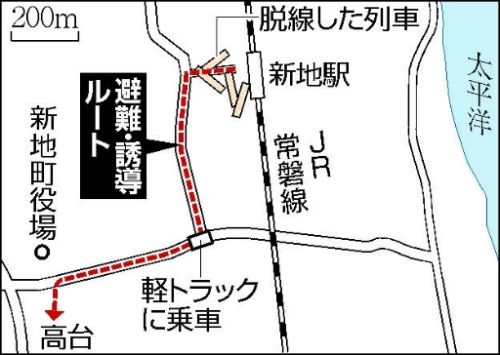 200m
脱線した列車
新地駅
太平洋
避難・誘導
ルート
JR
常磐線
新地町役場
軽トラック
に乗車
高台